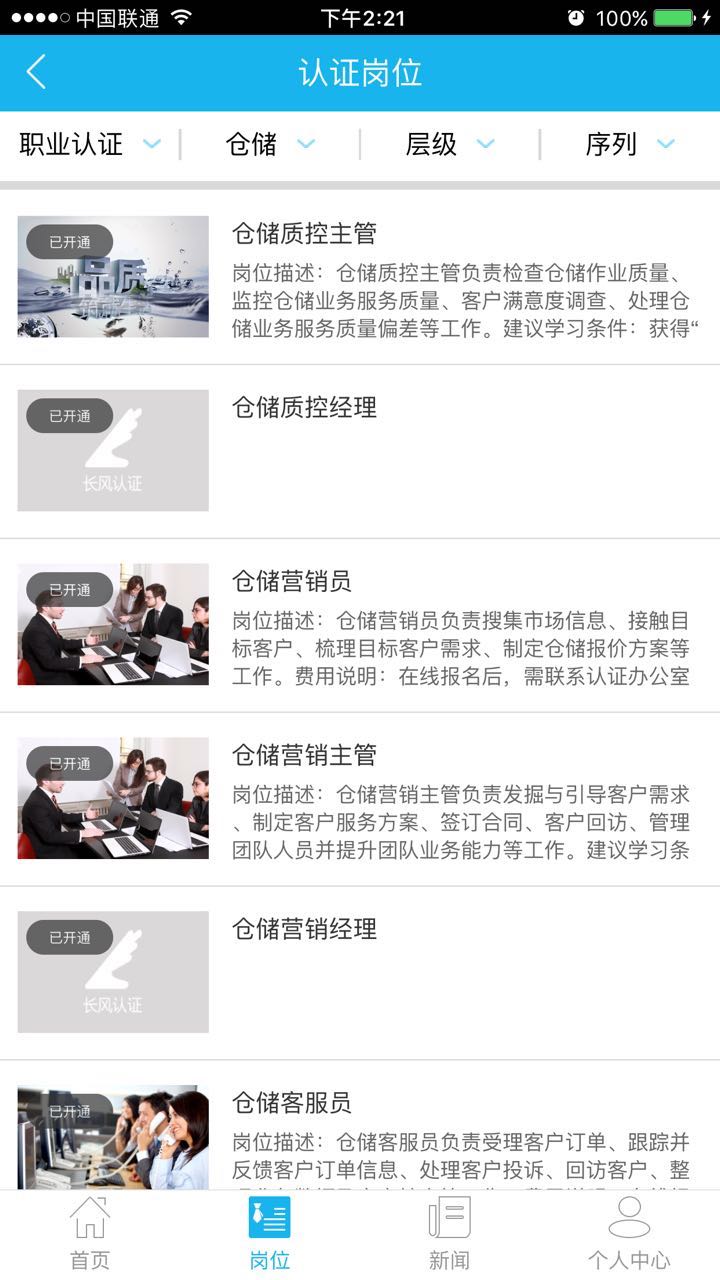 中国联通 下午2:21 100%
认证岗位
职业认证 仓储 层级 序列
已开通
品质
仓储质控主管
岗位描述：仓储质控主管负责检查仓储作业质量、
监控仓储业务服务质量、客户满意度调查、处理仓
储业务服务质量偏差等工作。建议学习条件：获得“
已开通
长风认证
仓储质控经理
已开通
仓储营销员
岗位描述：仓储营销员负责搜集市场信息、接触目
标客户、梳理目标客户需求、制定仓储报价方案等
工作。费用说明：在线报名后，需联系认证办公室
已开通
仓储营销主管
岗位描述：仓储营销主管负责发掘与引导客户需求
、制定客户服务方案、签订合同、客户回访、管理
团队人员并提升团队业务能力等工作。建议学习条
已开通
长风认证
仓储营销经理
已开通
仓储客服员
岗位描述：仓储客服员负责受理客户订单、跟踪并
反馈客户订单信息、处理客户投诉、回访客户、整
首页 岗位 新闻 个人中心